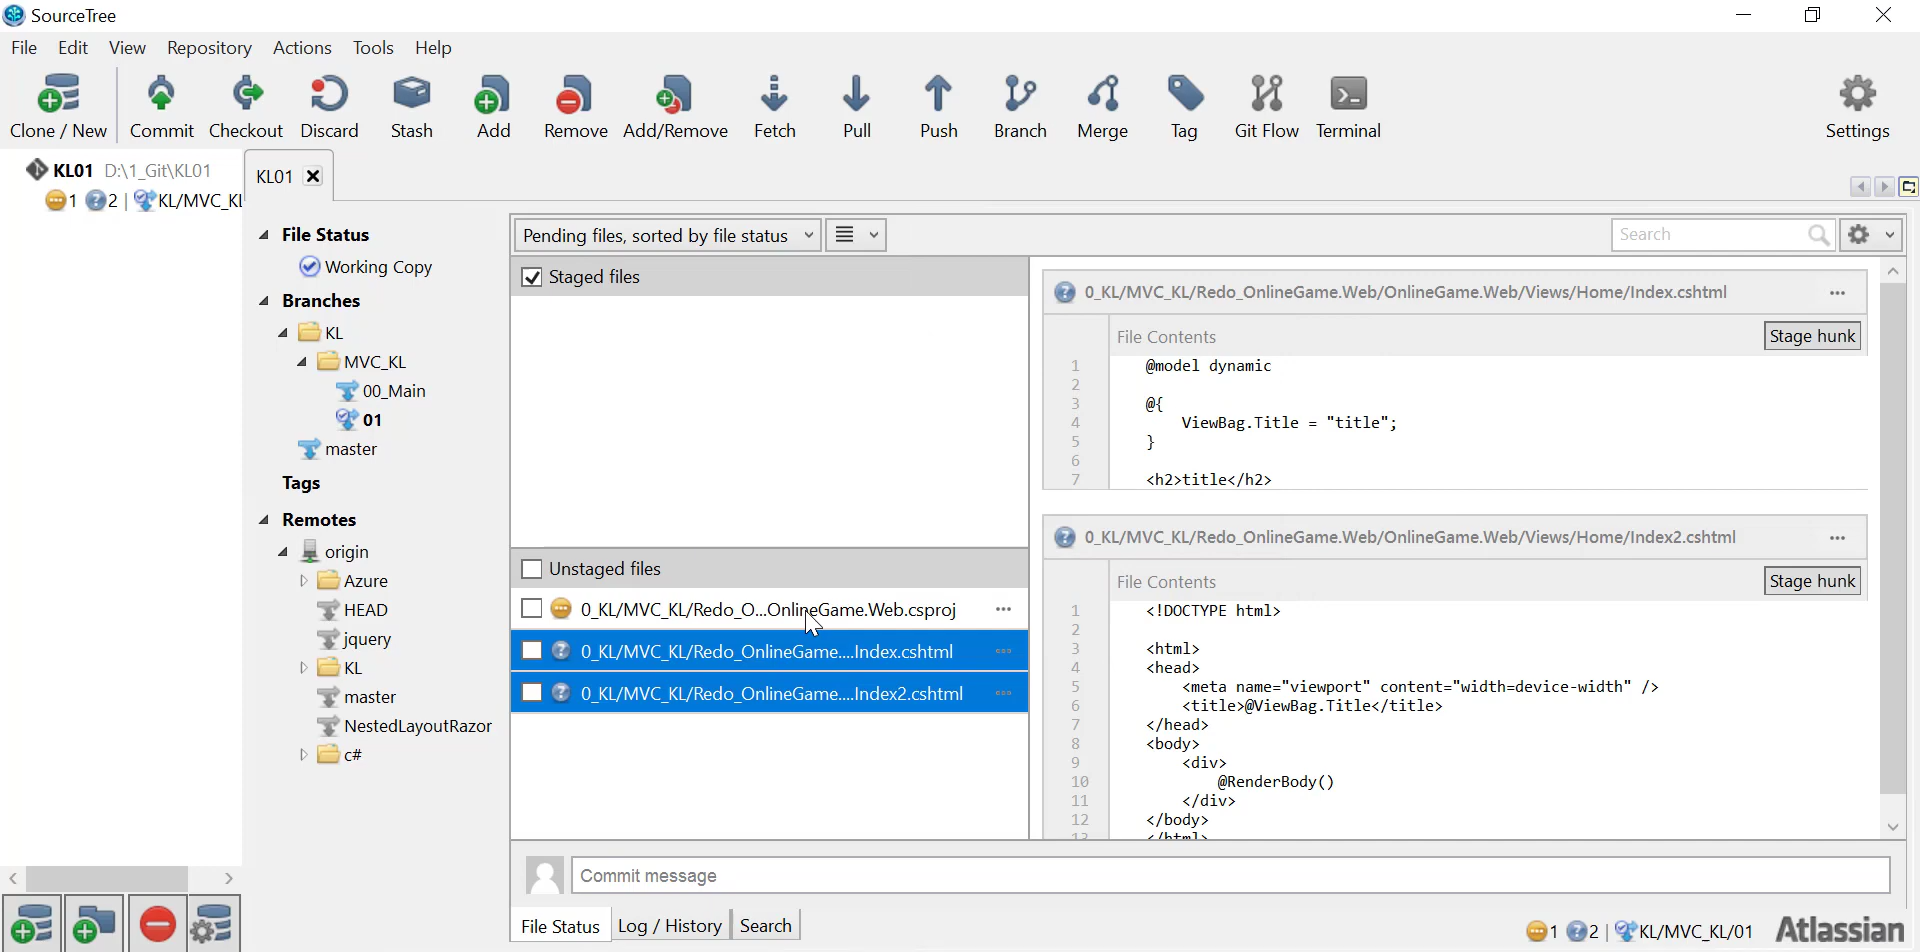 SourceTree
File Edit View Repository Actions Tools Help
Clone / New Commit Checkout Discard Stash Add Remove Add/Remove Fetch Pull Push Branch Merge Tag Git Flow Terminal Settings
KL01 D:\1_Git\KL01
1 2 | KL/MVC_KL
KL01
File Status
Working Copy
Branches
KL
MVC_KL
00_Main
01
master
Tags
Remotes
origin
Azure
HEAD
jquery
KL
master
NestedLayoutRazor
c#
Pending files, sorted by file status
Search
Staged files
Unstaged files
0_KL/MVC_KL/Redo_O...OnlineGame.Web.csproj ...
0_KL/MVC_KL/Redo_OnlineGame....Index.cshtml ...
0_KL/MVC_KL/Redo_OnlineGame....Index2.cshtml ...
0_KL/MVC_KL/Redo_OnlineGame.Web/OnlineGame.Web/Views/Home/Index.cshtml ...
File Contents Stage hunk
1 @model dynamic
2
3 @{
4 ViewBag.Title = "title";
5 }
6
7 <h2>title</h2>
0_KL/MVC_KL/Redo_OnlineGame.Web/OnlineGame.Web/Views/Home/Index2.cshtml ...
File Contents Stage hunk
1 <!DOCTYPE html>
2
3 <html>
4 <head>
5 <meta name="viewport" content="width=device-width" />
6 <title>@ViewBag.Title</title>
7 </head>
8 <body>
9 <div>
10 @RenderBody()
11 </div>
12 </body>
13 </html>
Commit message
File Status Log / History Search
1 2 | KL/MVC_KL/01 Atlassian